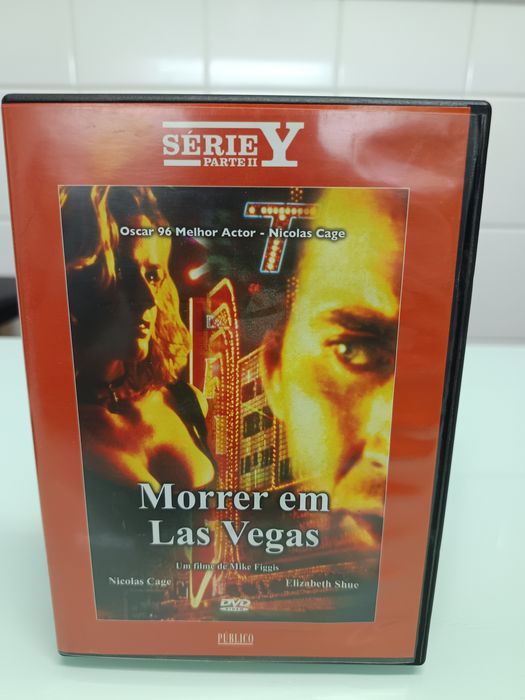 SÉRIE Y
PARTE II
Oscar 96 Melhor Actor - Nicolas Cage
T
Morrer em
Las Vegas
Um filme de Mike Figgis
Nicolas Cage Elizabeth Shue
DVD
VIDEO
PÚBLICO